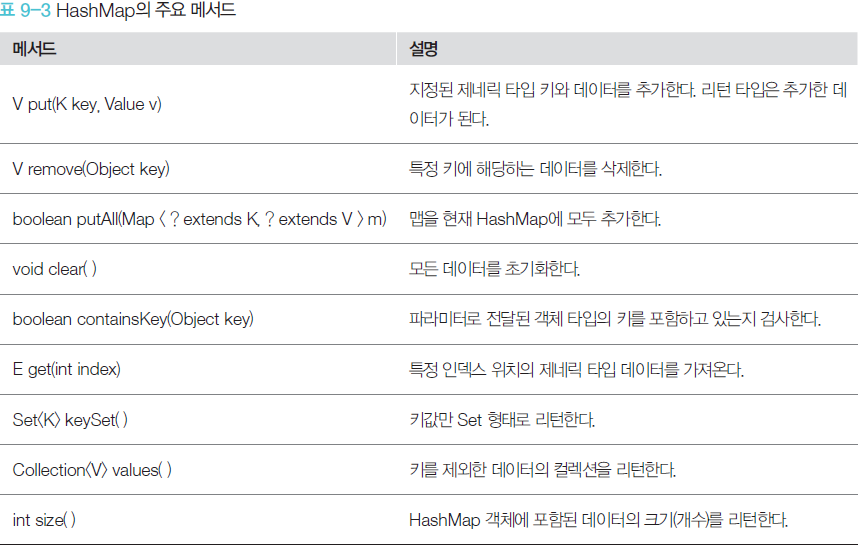 표 9-3 HashMap의 주요 메서드
메서드 설명
V put(K key, Value v) 지정된 제네릭 타입 키와 데이터를 추가한다. 리턴 타입은 추가한 데
이터가 된다.
V remove(Object key) 특정 키에 해당하는 데이터를 삭제한다.
boolean putAll(Map〈 ? extends K, ? extends V 〉 m) 맵을 현재 HashMap에 모두 추가한다.
void clear( ) 모든 데이터를 초기화한다.
boolean containsKey(Object key) 파라미터로 전달된 객체 타입의 키를 포함하고 있는지 검사한다.
E get(int index) 특정 인덱스 위치의 제네릭 타입 데이터를 가져온다.
Set〈K〉 keySet( ) 키값만 Set 형태로 리턴한다.
Collection〈V〉 values( ) 키를 제외한 데이터의 컬렉션을 리턴한다.
int size( ) HashMap 객체에 포함된 데이터의 크기(개수)를 리턴한다.